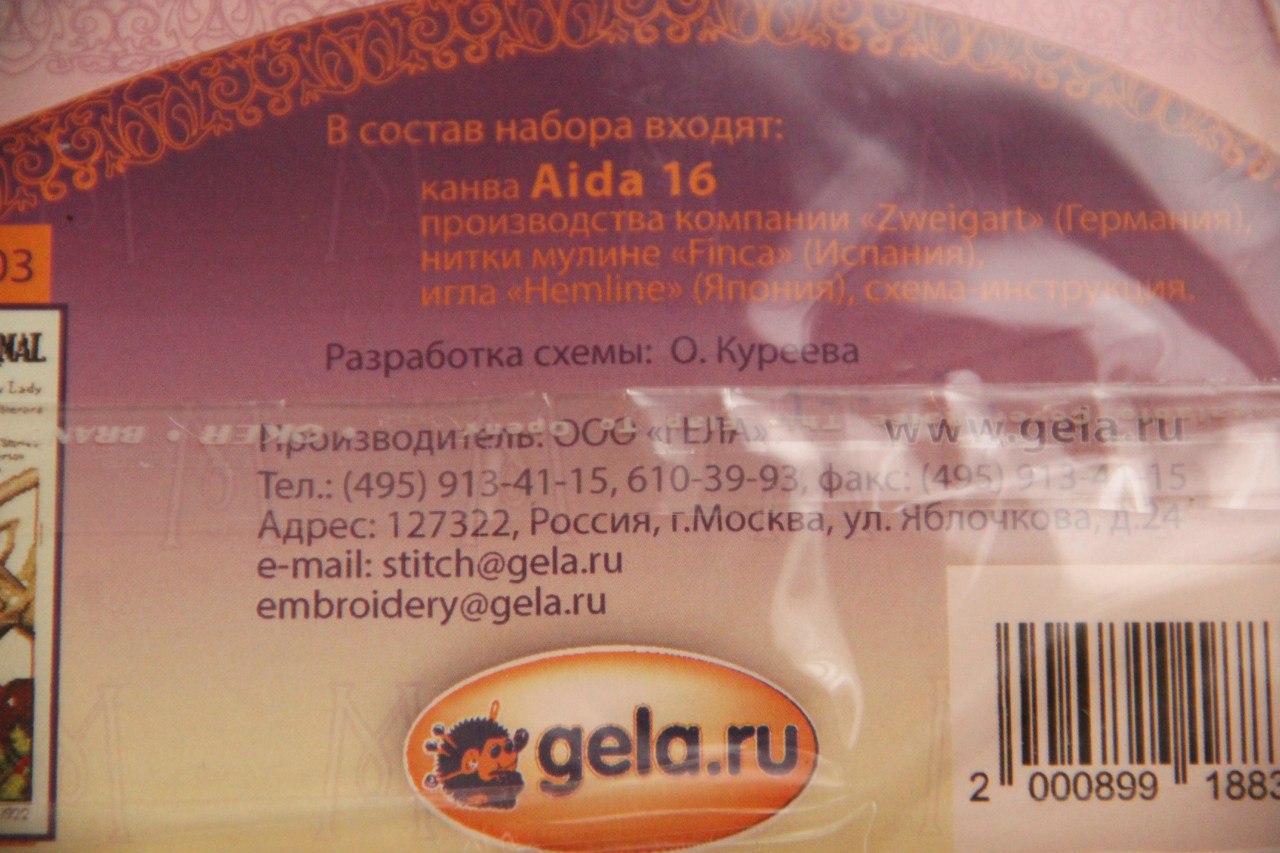 В состав набора входят:
канва Aida 16
производства компании «Zweigart» (Германия),
нитки мулине «Finca» (Испания),
игла «Hemline» (Япония), схема-инструкция.
03
Разработка схемы: О. Куреева
NAL
Lady
Производитель: ООО «ГЕЛА» www.gela.ru
Тел.: (495) 913-41-15, 610-39-93, факс: (495) 913-41-15
Адрес: 127322, Россия, г.Москва, ул. Яблочкова, д.24
e-mail: stitch@gela.ru
embroidery@gela.ru
gela.ru
2 000899 1883